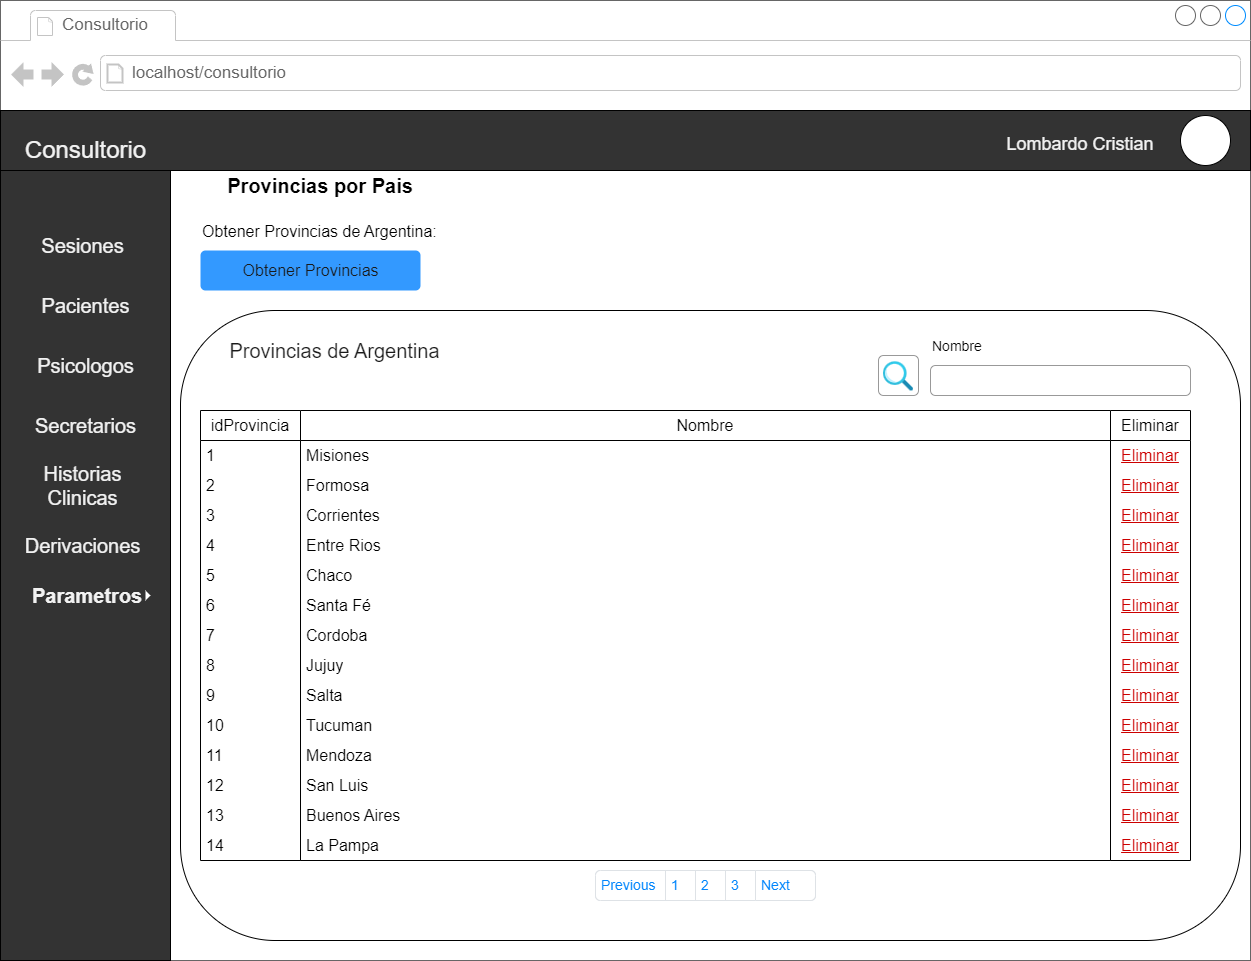 Consultorio
localhost/consultorio
Consultorio
Lombardo Cristian
Sesiones
Pacientes
Psicologos
Secretarios
Historias
Clinicas
Derivaciones
Parametros
Provincias por Pais
Obtener Provincias de Argentina:
Obtener Provincias
Provincias de Argentina
Nombre
idProvincia Nombre Eliminar
1 Misiones Eliminar
2 Formosa Eliminar
3 Corrientes Eliminar
4 Entre Rios Eliminar
5 Chaco Eliminar
6 Santa Fé Eliminar
7 Cordoba Eliminar
8 Jujuy Eliminar
9 Salta Eliminar
10 Tucuman Eliminar
11 Mendoza Eliminar
12 San Luis Eliminar
13 Buenos Aires Eliminar
14 La Pampa Eliminar
Previous 1 2 3 Next